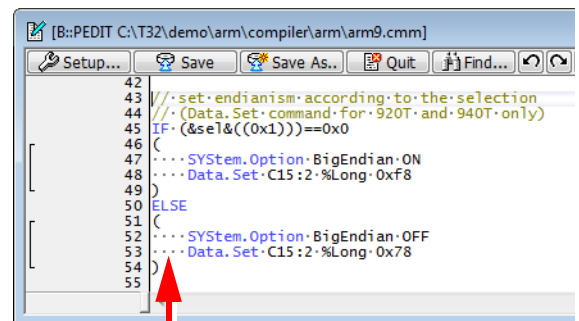 [B::PEDIT C:\T32\demo\arm\compiler\arm\arm9.cmm]
Setup... Save Save As.. Quit Find...
42
43 //·set·endianism·according·to·the·selection
44 //·(Data.Set·command·for·920T·and·940T·only)
45 IF·(&sel&((0x1)))==0x0
46 (
47 ····SYStem.Option·BigEndian·ON
48 ····Data.Set·C15:2·%Long·0xf8
49 )
50 ELSE
51 (
52 ····SYStem.Option·BigEndian·OFF
53 ····Data.Set·C15:2·%Long·0x78
54 )
55